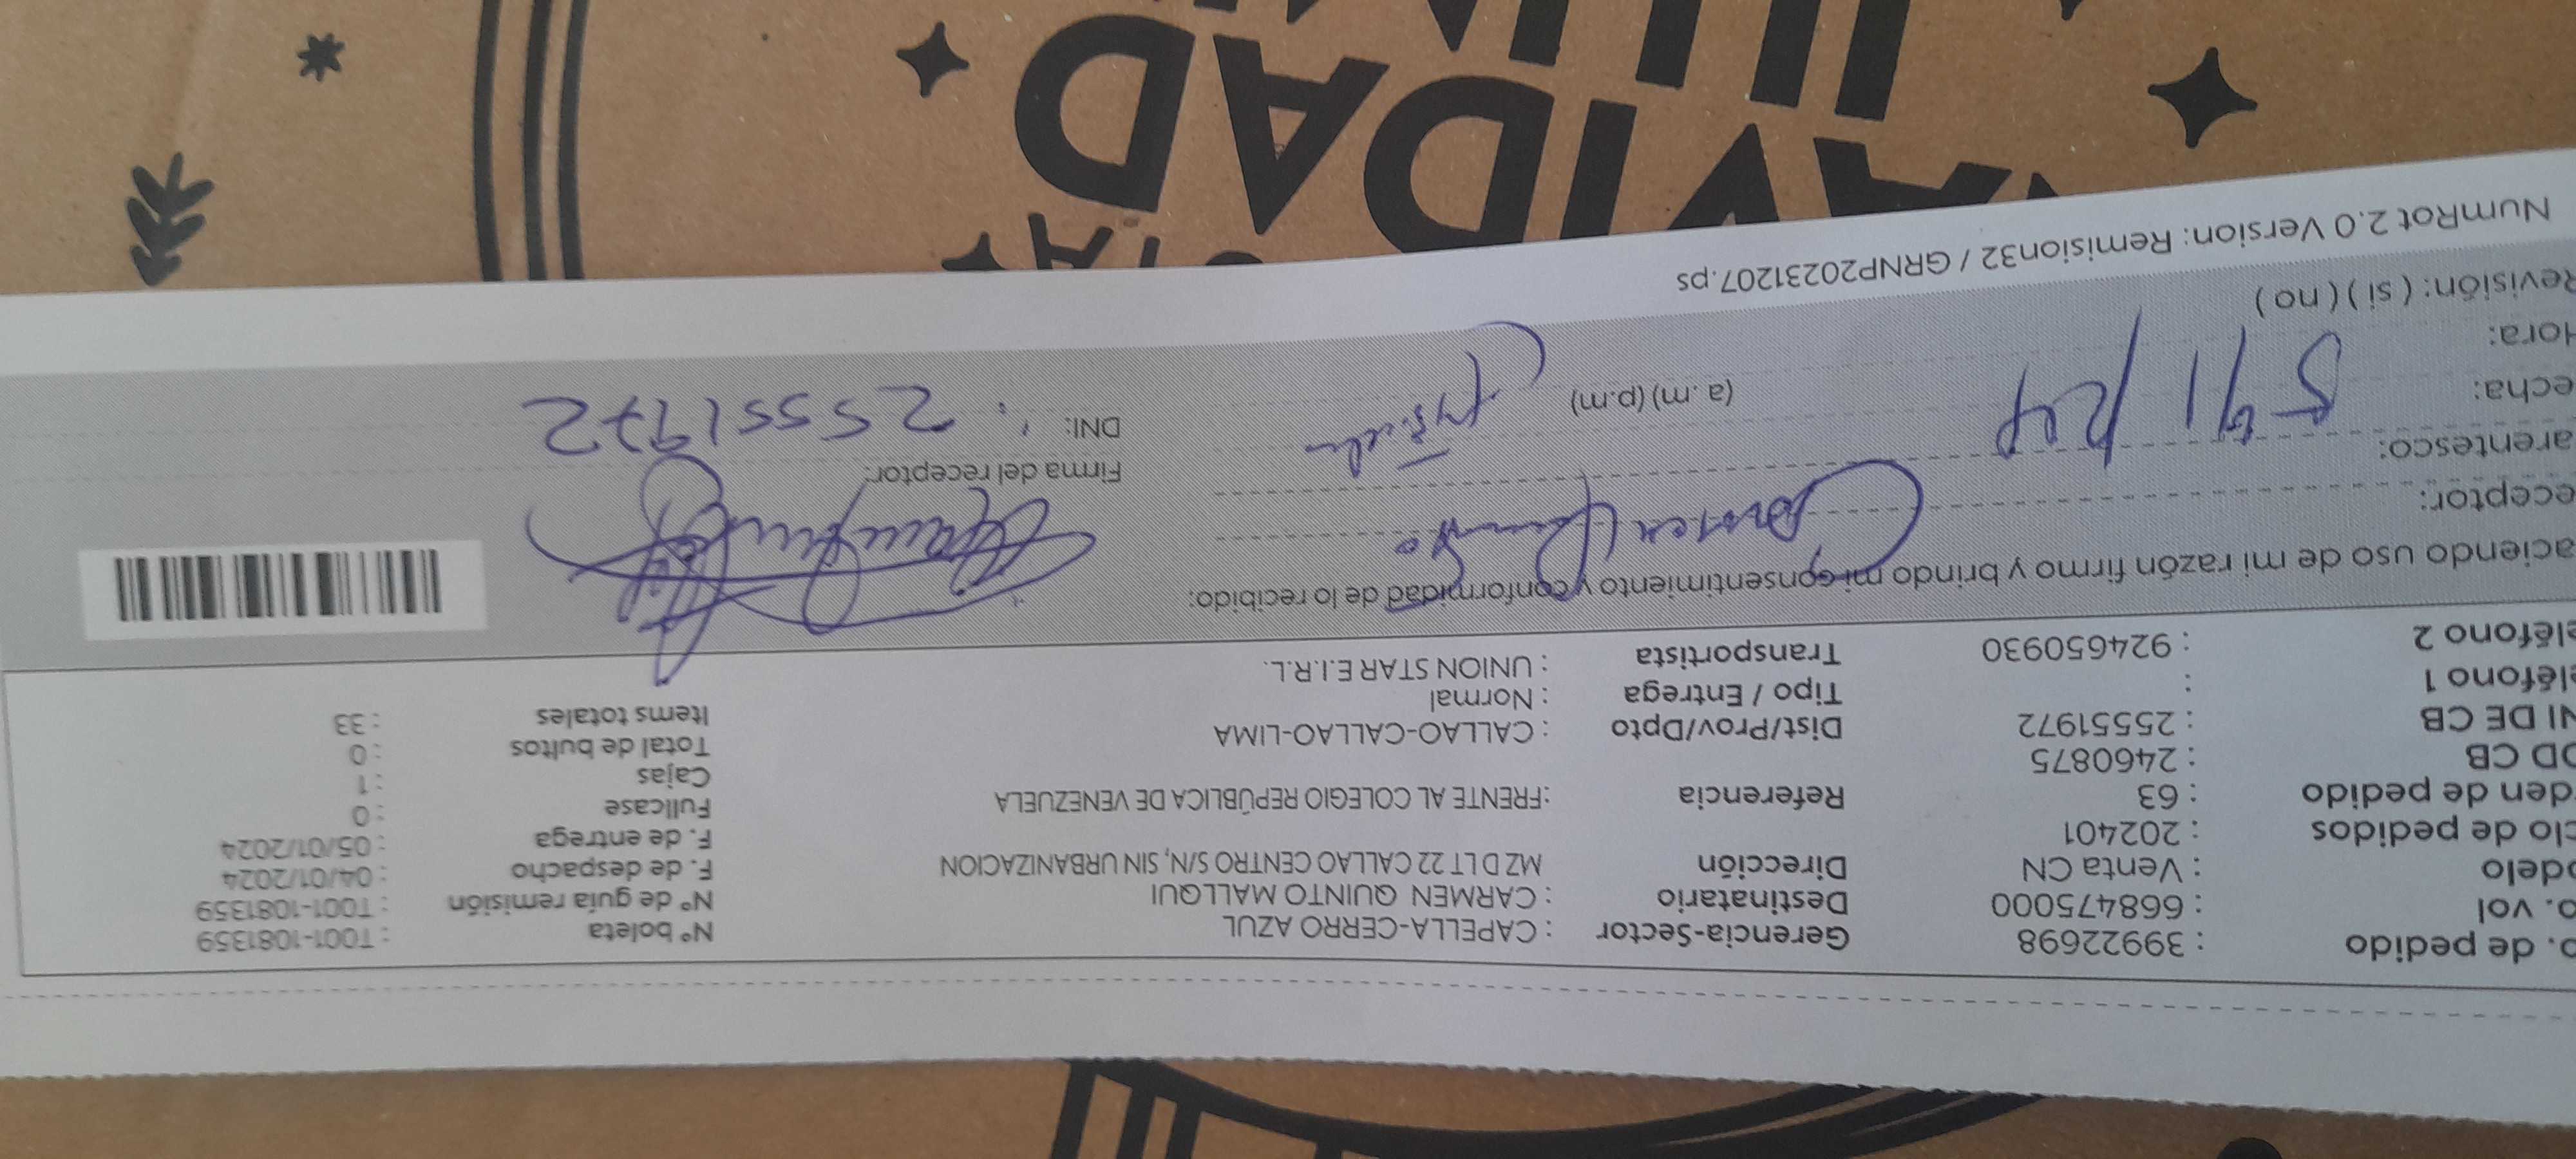 o. de pedido : 39922698 Gerencia-Sector : CAPELLA-CERRO AZUL Nº boleta : T001-1081359
o. vol : 668475000 Destinatario : CARMEN QUINTO MALLQUI Nº de guía remisión : T001-1081359
odelo : Venta CN Dirección MZ D LT 22 CALLAO CENTRO S/N, SIN URBANIZACION F. de despacho : 04/01/2024
clo de pedidos : 202401 F. de entrega : 05/01/2024
rden de pedido : 63 Referencia :FRENTE AL COLEGIO REPÚBLICA DE VENEZUELA Fullcase : 0
OD CB : 2460875 Cajas : 1
NI DE CB : 25551972 Dist/Prov/Dpto : CALLAO-CALLAO-LIMA Total de bultos : 0
eléfono 1 : Tipo / Entrega : Normal Items totales : 33
eléfono 2 : 924650930 Transportista : UNION STAR E.I.R.L.
aciendo uso de mi razón firmo y brindo mi consentimiento y conformidad de lo recibido:
eceptor: Carmen Quinto
arentesco: Firma del receptor:
echa: (a.m) (p.m) DNI: 25551972
Hora:
Revisión: ( si ) ( no )
NumRot 2.0 Version: Remision32 / GRNP20231207.ps
DAD